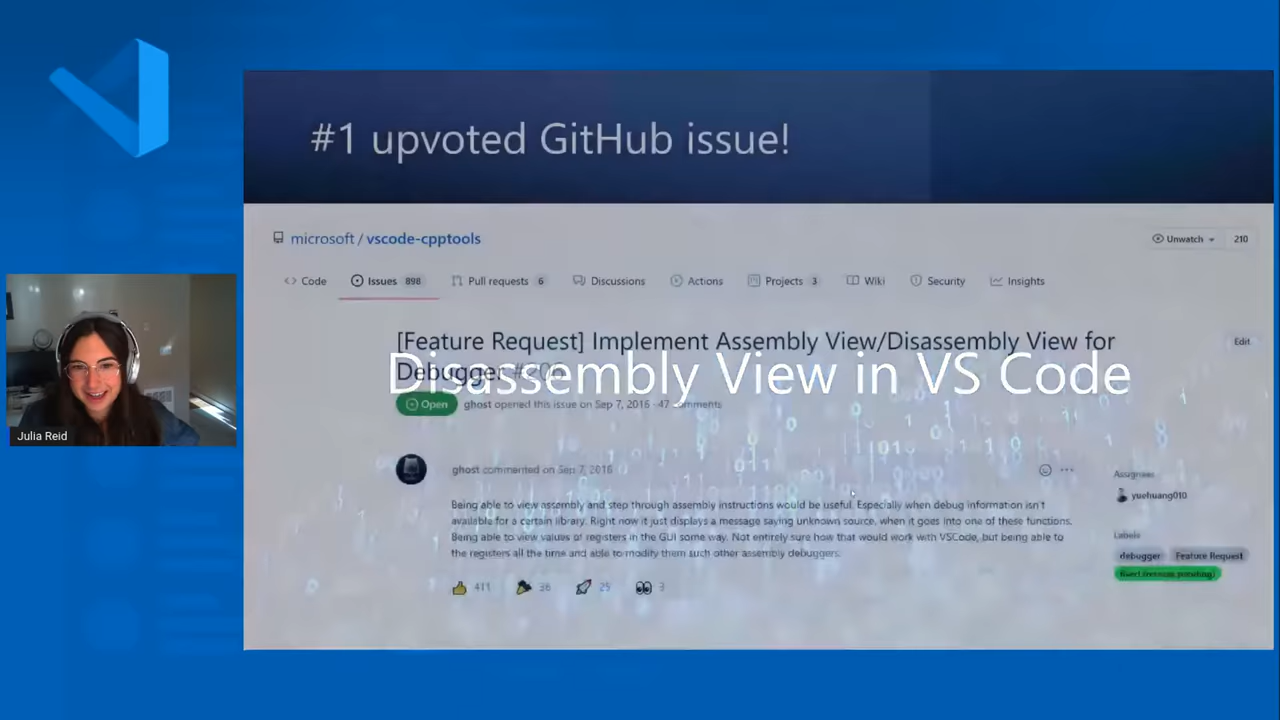 #1 upvoted GitHub issue!
microsoft / vscode-cpptools
Unwatch
210
Code
Issues 898
Pull requests 6
Discussions
Actions
Projects 3
Wiki
Security
Insights
[Feature Request] Implement Assembly View/Disassembly View for
Debugger
Edit
Disassembly View in VS Code
Open
ghost opened this issue on Sep 7, 2016 · 47 comments
ghost commented on Sep 7, 2016
Being able to view assembly and step through assembly instructions would be useful. Especially when debug information isn't
available for a certain library. Right now it just displays a message saying unknown source, when it goes into one of these functions.
Being able to view values of registers in the GUI some way. Not entirely sure how that would work with VSCode, but being able to
the registers all the time and able to modify them such other assembly debuggers.
411
36
25
3
Assignees
yuehuang010
Labels
debugger
Feature Request
fixed (release pending)
Julia Reid